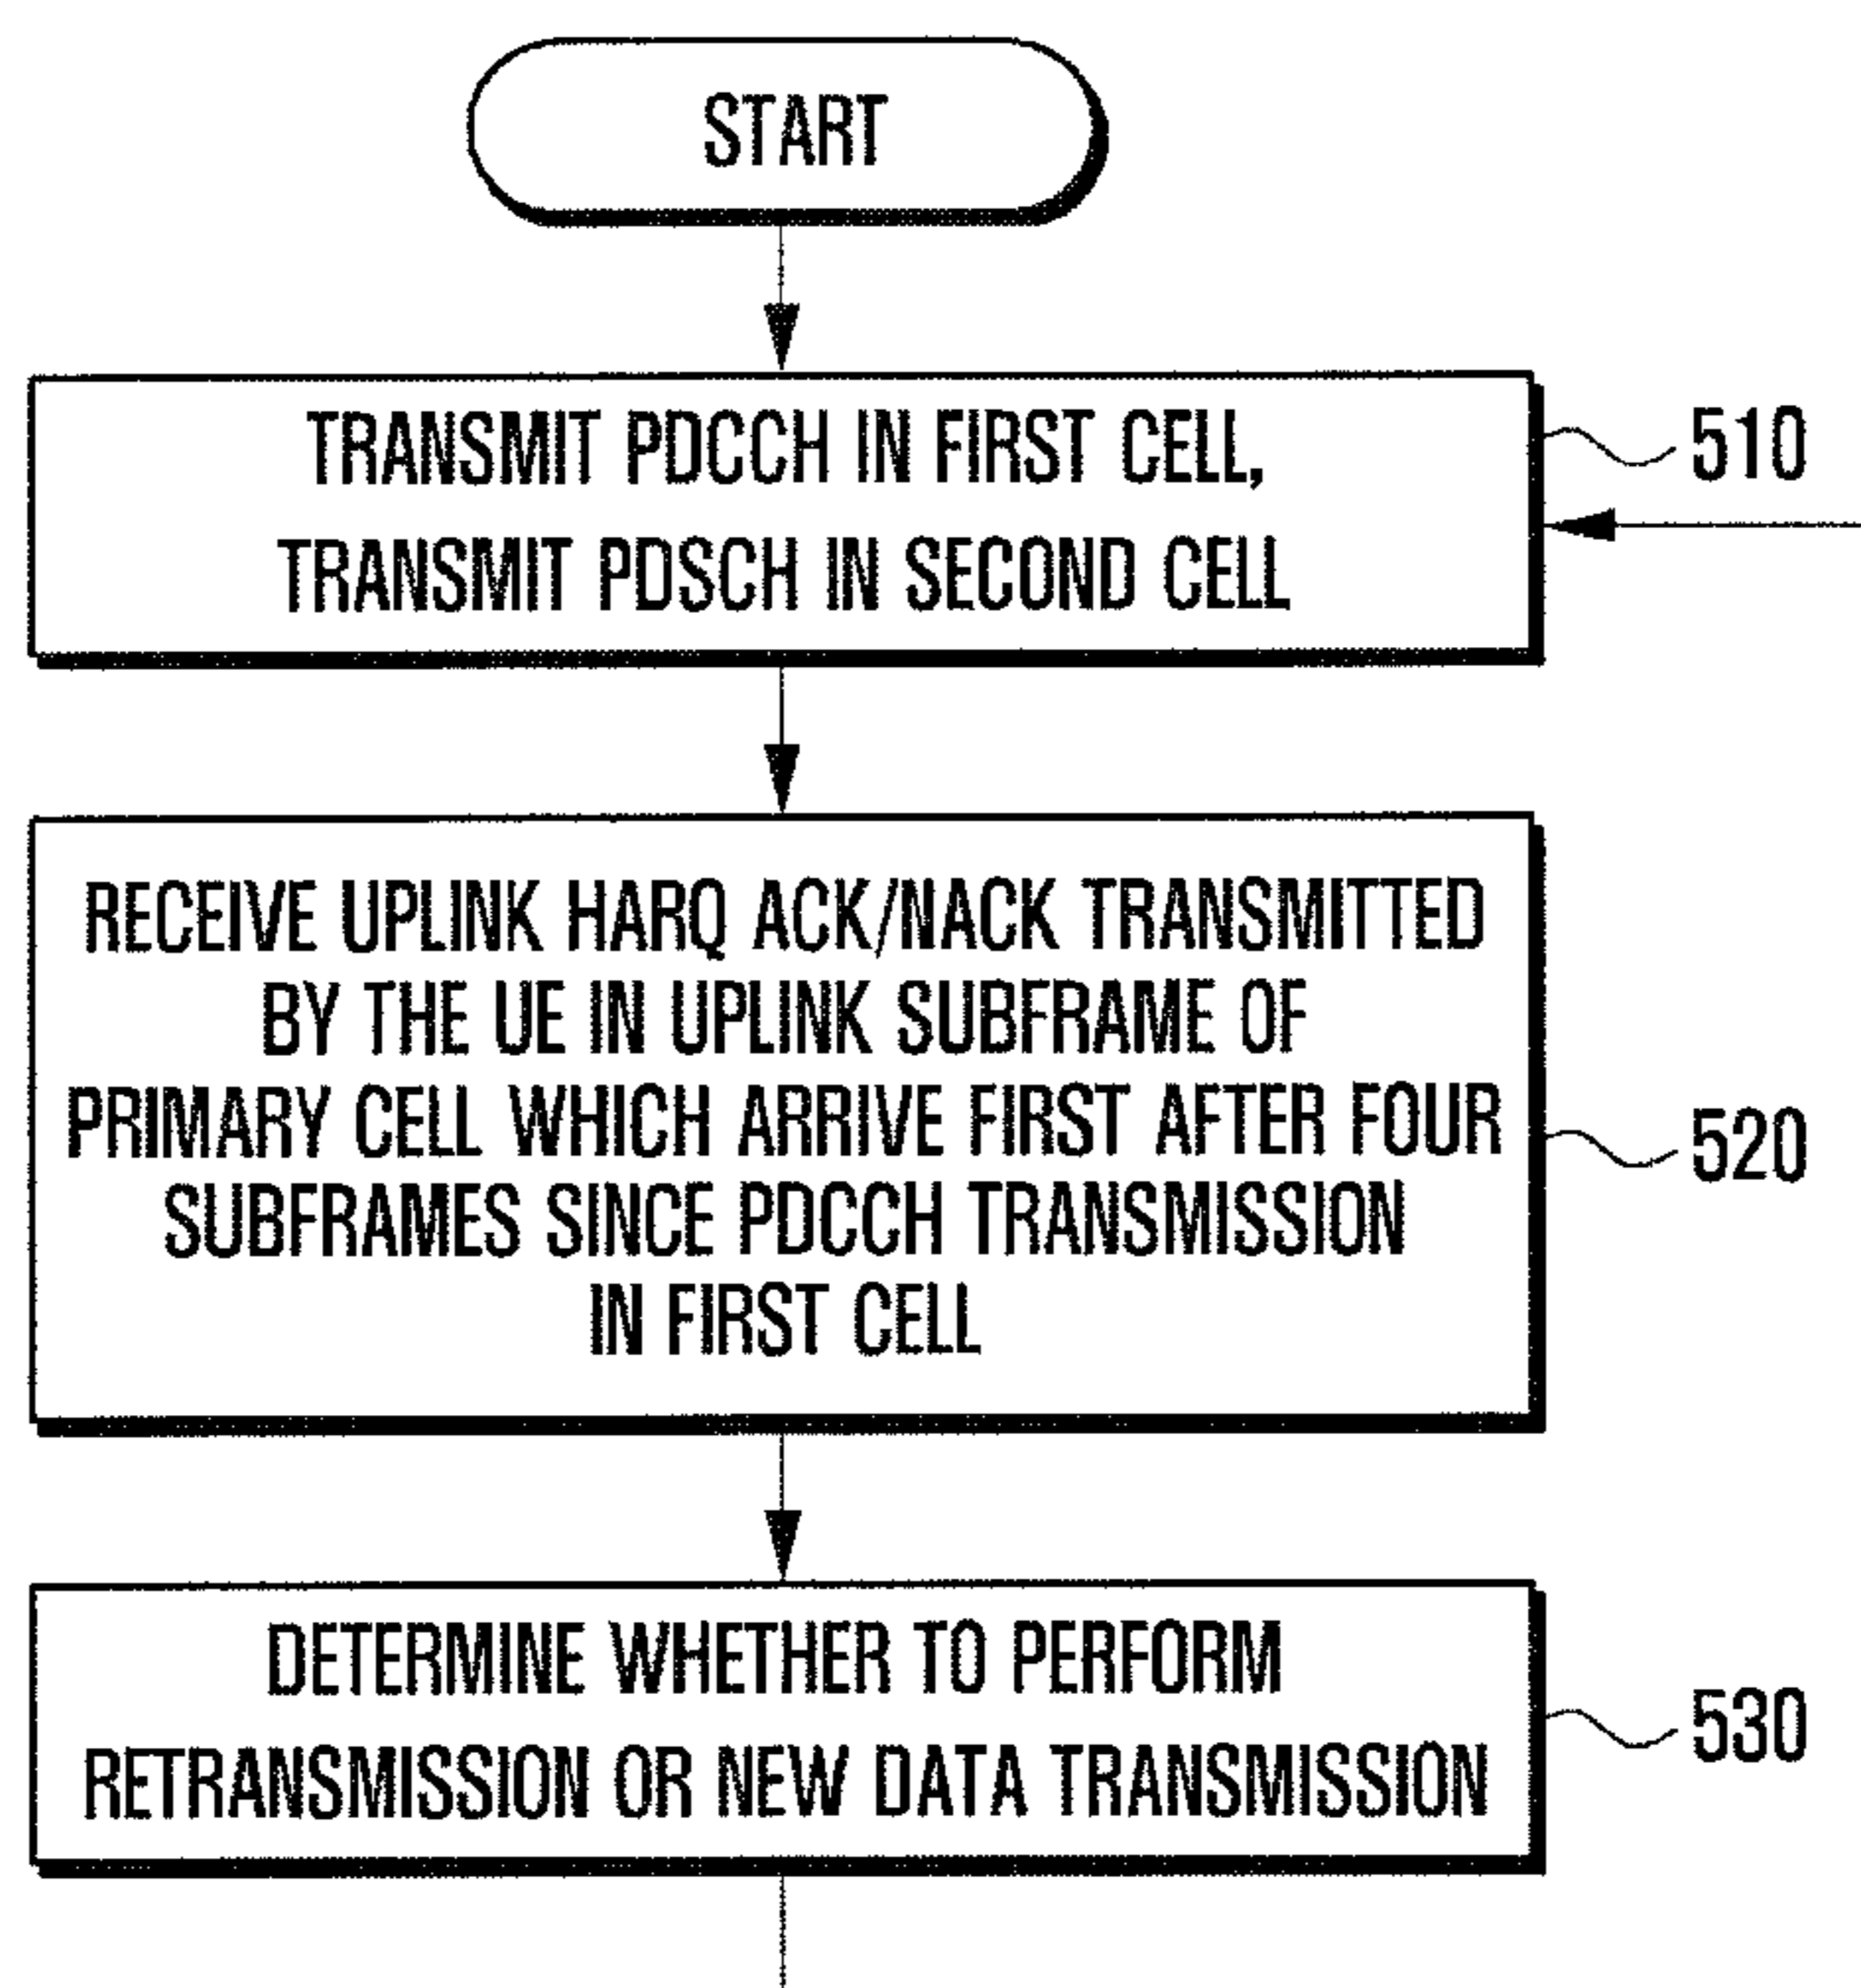 START
TRANSMIT PDCCH IN FIRST CELL,
TRANSMIT PDSCH IN SECOND CELL
510
RECEIVE UPLINK HARQ ACK/NACK TRANSMITTED
BY THE UE IN UPLINK SUBFRAME OF
PRIMARY CELL WHICH ARRIVE FIRST AFTER FOUR
SUBFRAMES SINCE PDCCH TRANSMISSION
IN FIRST CELL
520
DETERMINE WHETHER TO PERFORM
RETRANSMISSION OR NEW DATA TRANSMISSION
530